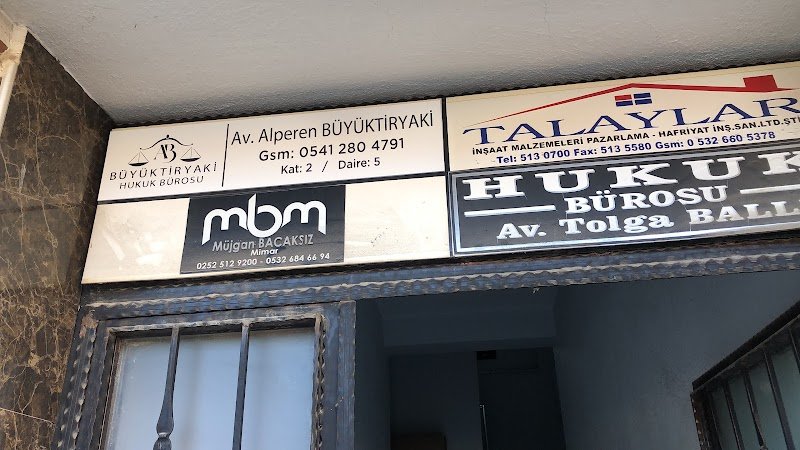 AB
BÜYÜKTİRYAKİ
HUKUK BÜROSU
Av. Alperen BÜYÜKTİRYAKİ
Gsm: 0541 280 4791
Kat: 2 / Daire: 5
TALAYLAR
İNŞAAT MALZEMELERİ PAZARLAMA - HAFRİYAT İNŞ.SAN.LTD.ŞTİ
Tel: 513 0700 Fax: 513 5580 Gsm: 0 532 660 5378
mbm
Müjgan BACAKSIZ
Mimar
0252 512 9200 - 0532 684 66 94
HUKUK
BÜROSU
Av. Tolga BALL